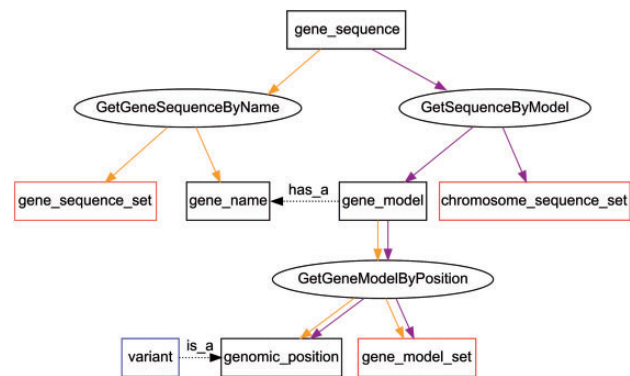 gene_sequence
GetGeneSequenceByName
GetSequenceByModel
gene_sequence_set
gene_name
has_a
gene_model
chromosome_sequence_set
GetGeneModelByPosition
variant
is_a
genomic_position
gene_model_set